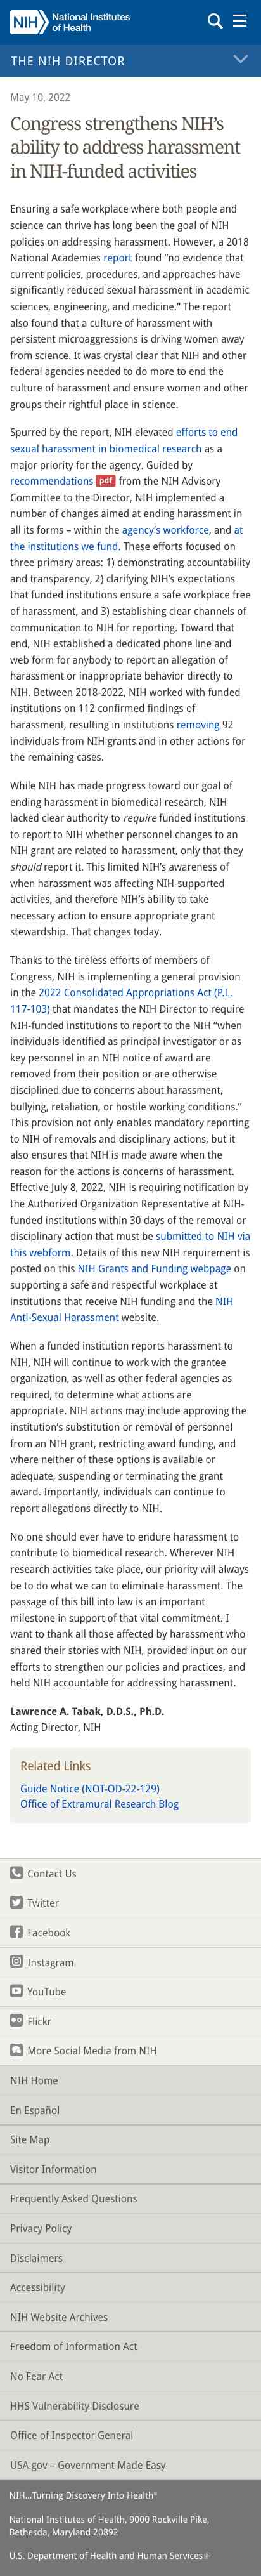 NIH National Institutes
of Health
THE NIH DIRECTOR
May 10, 2022
Congress strengthens NIH’s
ability to address harassment
in NIH-funded activities
Ensuring a safe workplace where both people and
science can thrive has long been the goal of NIH
policies on addressing harassment. However, a 2018
National Academies report found “no evidence that
current policies, procedures, and approaches have
significantly reduced sexual harassment in academic
sciences, engineering, and medicine.” The report
also found that a culture of harassment with
persistent microaggressions is driving women away
from science. It was crystal clear that NIH and other
federal agencies needed to do more to end the
culture of harassment and ensure women and other
groups their rightful place in science.
Spurred by the report, NIH elevated efforts to end
sexual harassment in biomedical research as a
major priority for the agency. Guided by
recommendations pdf from the NIH Advisory
Committee to the Director, NIH implemented a
number of changes aimed at ending harassment in
all its forms – within the agency’s workforce, and at
the institutions we fund. These efforts focused on
three primary areas: 1) demonstrating accountability
and transparency, 2) clarifying NIH’s expectations
that funded institutions ensure a safe workplace free
of harassment, and 3) establishing clear channels of
communication to NIH for reporting. Toward that
end, NIH established a dedicated phone line and
web form for anybody to report an allegation of
harassment or inappropriate behavior directly to
NIH. Between 2018-2022, NIH worked with funded
institutions on 112 confirmed findings of
harassment, resulting in institutions removing 92
individuals from NIH grants and in other actions for
the remaining cases.
While NIH has made progress toward our goal of
ending harassment in biomedical research, NIH
lacked clear authority to require funded institutions
to report to NIH whether personnel changes to an
NIH grant are related to harassment, only that they
should report it. This limited NIH’s awareness of
when harassment was affecting NIH-supported
activities, and therefore NIH’s ability to take
necessary action to ensure appropriate grant
stewardship. That changes today.
Thanks to the tireless efforts of members of
Congress, NIH is implementing a general provision
in the 2022 Consolidated Appropriations Act (P.L.
117-103) that mandates the NIH Director to require
NIH-funded institutions to report to the NIH “when
individuals identified as principal investigator or as
key personnel in an NIH notice of award are
removed from their position or are otherwise
disciplined due to concerns about harassment,
bullying, retaliation, or hostile working conditions.”
This provision not only enables mandatory reporting
to NIH of removals and disciplinary actions, but it
also ensures that NIH is made aware when the
reason for the actions is concerns of harassment.
Effective July 8, 2022, NIH is requiring notification by
the Authorized Organization Representative at NIH-
funded institutions within 30 days of the removal or
disciplinary action that must be submitted to NIH via
this webform. Details of this new NIH requirement is
posted on this NIH Grants and Funding webpage on
supporting a safe and respectful workplace at
institutions that receive NIH funding and the NIH
Anti-Sexual Harassment website.
When a funded institution reports harassment to
NIH, NIH will continue to work with the grantee
organization, as well as other federal agencies as
required, to determine what actions are
appropriate. NIH actions may include approving the
institution’s substitution or removal of personnel
from an NIH grant, restricting award funding, and
where neither of these options is available or
adequate, suspending or terminating the grant
award. Importantly, individuals can continue to
report allegations directly to NIH.
No one should ever have to endure harassment to
contribute to biomedical research. Wherever NIH
research activities take place, our priority will always
be to do what we can to eliminate harassment. The
passage of this bill into law is an important
milestone in support of that vital commitment. I
want to thank all those affected by harassment who
shared their stories with NIH, provided input on our
efforts to strengthen our policies and practices, and
held NIH accountable for addressing harassment.
Lawrence A. Tabak, D.D.S., Ph.D.
Acting Director, NIH
Related Links
Guide Notice (NOT-OD-22-129)
Office of Extramural Research Blog
Contact Us
Twitter
Facebook
Instagram
YouTube
Flickr
More Social Media from NIH
NIH Home
En Español
Site Map
Visitor Information
Frequently Asked Questions
Privacy Policy
Disclaimers
Accessibility
NIH Website Archives
Freedom of Information Act
No Fear Act
HHS Vulnerability Disclosure
Office of Inspector General
USA.gov – Government Made Easy
NIH…Turning Discovery Into Health®
National Institutes of Health, 9000 Rockville Pike,
Bethesda, Maryland 20892
U.S. Department of Health and Human Services